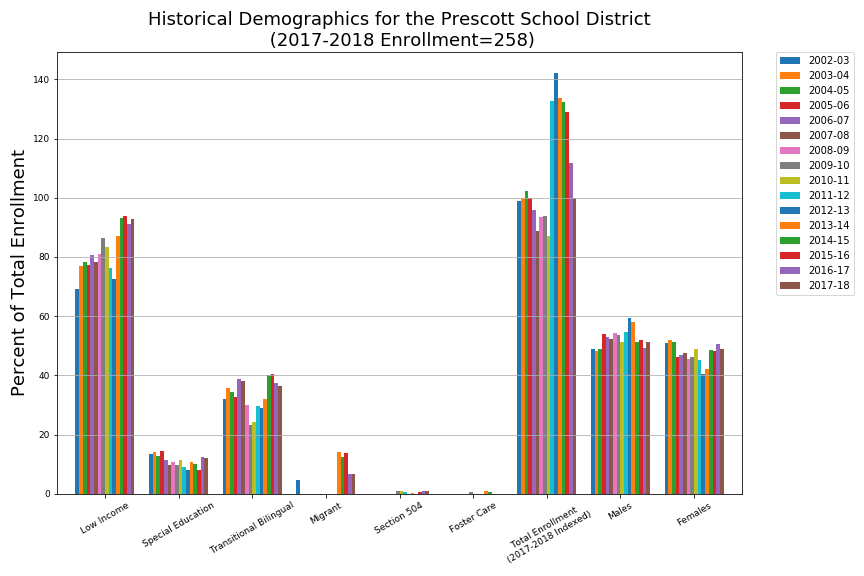 Historical Demographics for the Prescott School District
(2017-2018 Enrollment=258)
Percent of Total Enrollment
140
120
100
80
60
40
20
0
Low Income
Special Education
Transitional Bilingual
Migrant
Section 504
Foster Care
Total Enrollment
(2017-2018 Indexed)
Males
Females
2002-03
2003-04
2004-05
2005-06
2006-07
2007-08
2008-09
2009-10
2010-11
2011-12
2012-13
2013-14
2014-15
2015-16
2016-17
2017-18